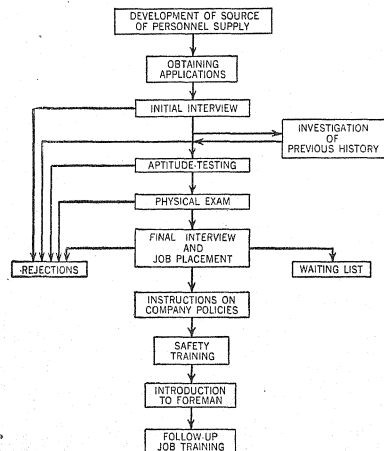 DEVELOPMENT OF SOURCE
OF PERSONNEL SUPPLY
OBTAINING
APPLICATIONS
INITIAL INTERVIEW
INVESTIGATION
OF
PREVIOUS HISTORY
APTITUDE-TESTING
PHYSICAL EXAM
FINAL INTERVIEW
AND
JOB PLACEMENT
REJECTIONS
WAITING LIST
INSTRUCTIONS ON
COMPANY POLICIES
SAFETY
TRAINING
INTRODUCTION
TO FOREMAN
FOLLOW-UP
JOB TRAINING